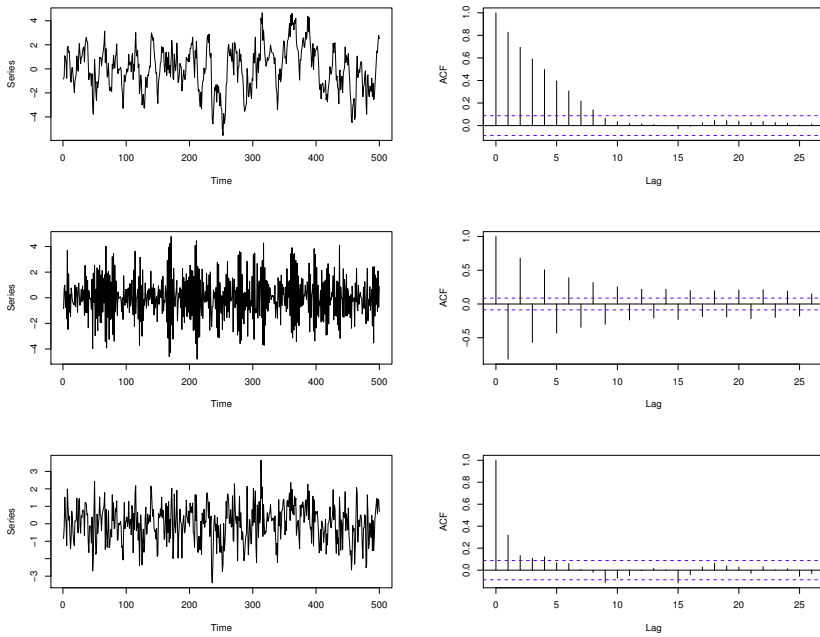 0 100 200 300 400 500
-4 -2 0 2 4
Time
Series
0 5 10 15 20 25
0.0 0.2 0.4 0.6 0.8 1.0
Lag
ACF
0 100 200 300 400 500
-4 -2 0 2 4
Time
Series
0 5 10 15 20 25
-0.5 0.0 0.5 1.0
Lag
ACF
0 100 200 300 400 500
-3 -1 0 1 2 3
Time
Series
0 5 10 15 20 25
0.0 0.2 0.4 0.6 0.8 1.0
Lag
ACF